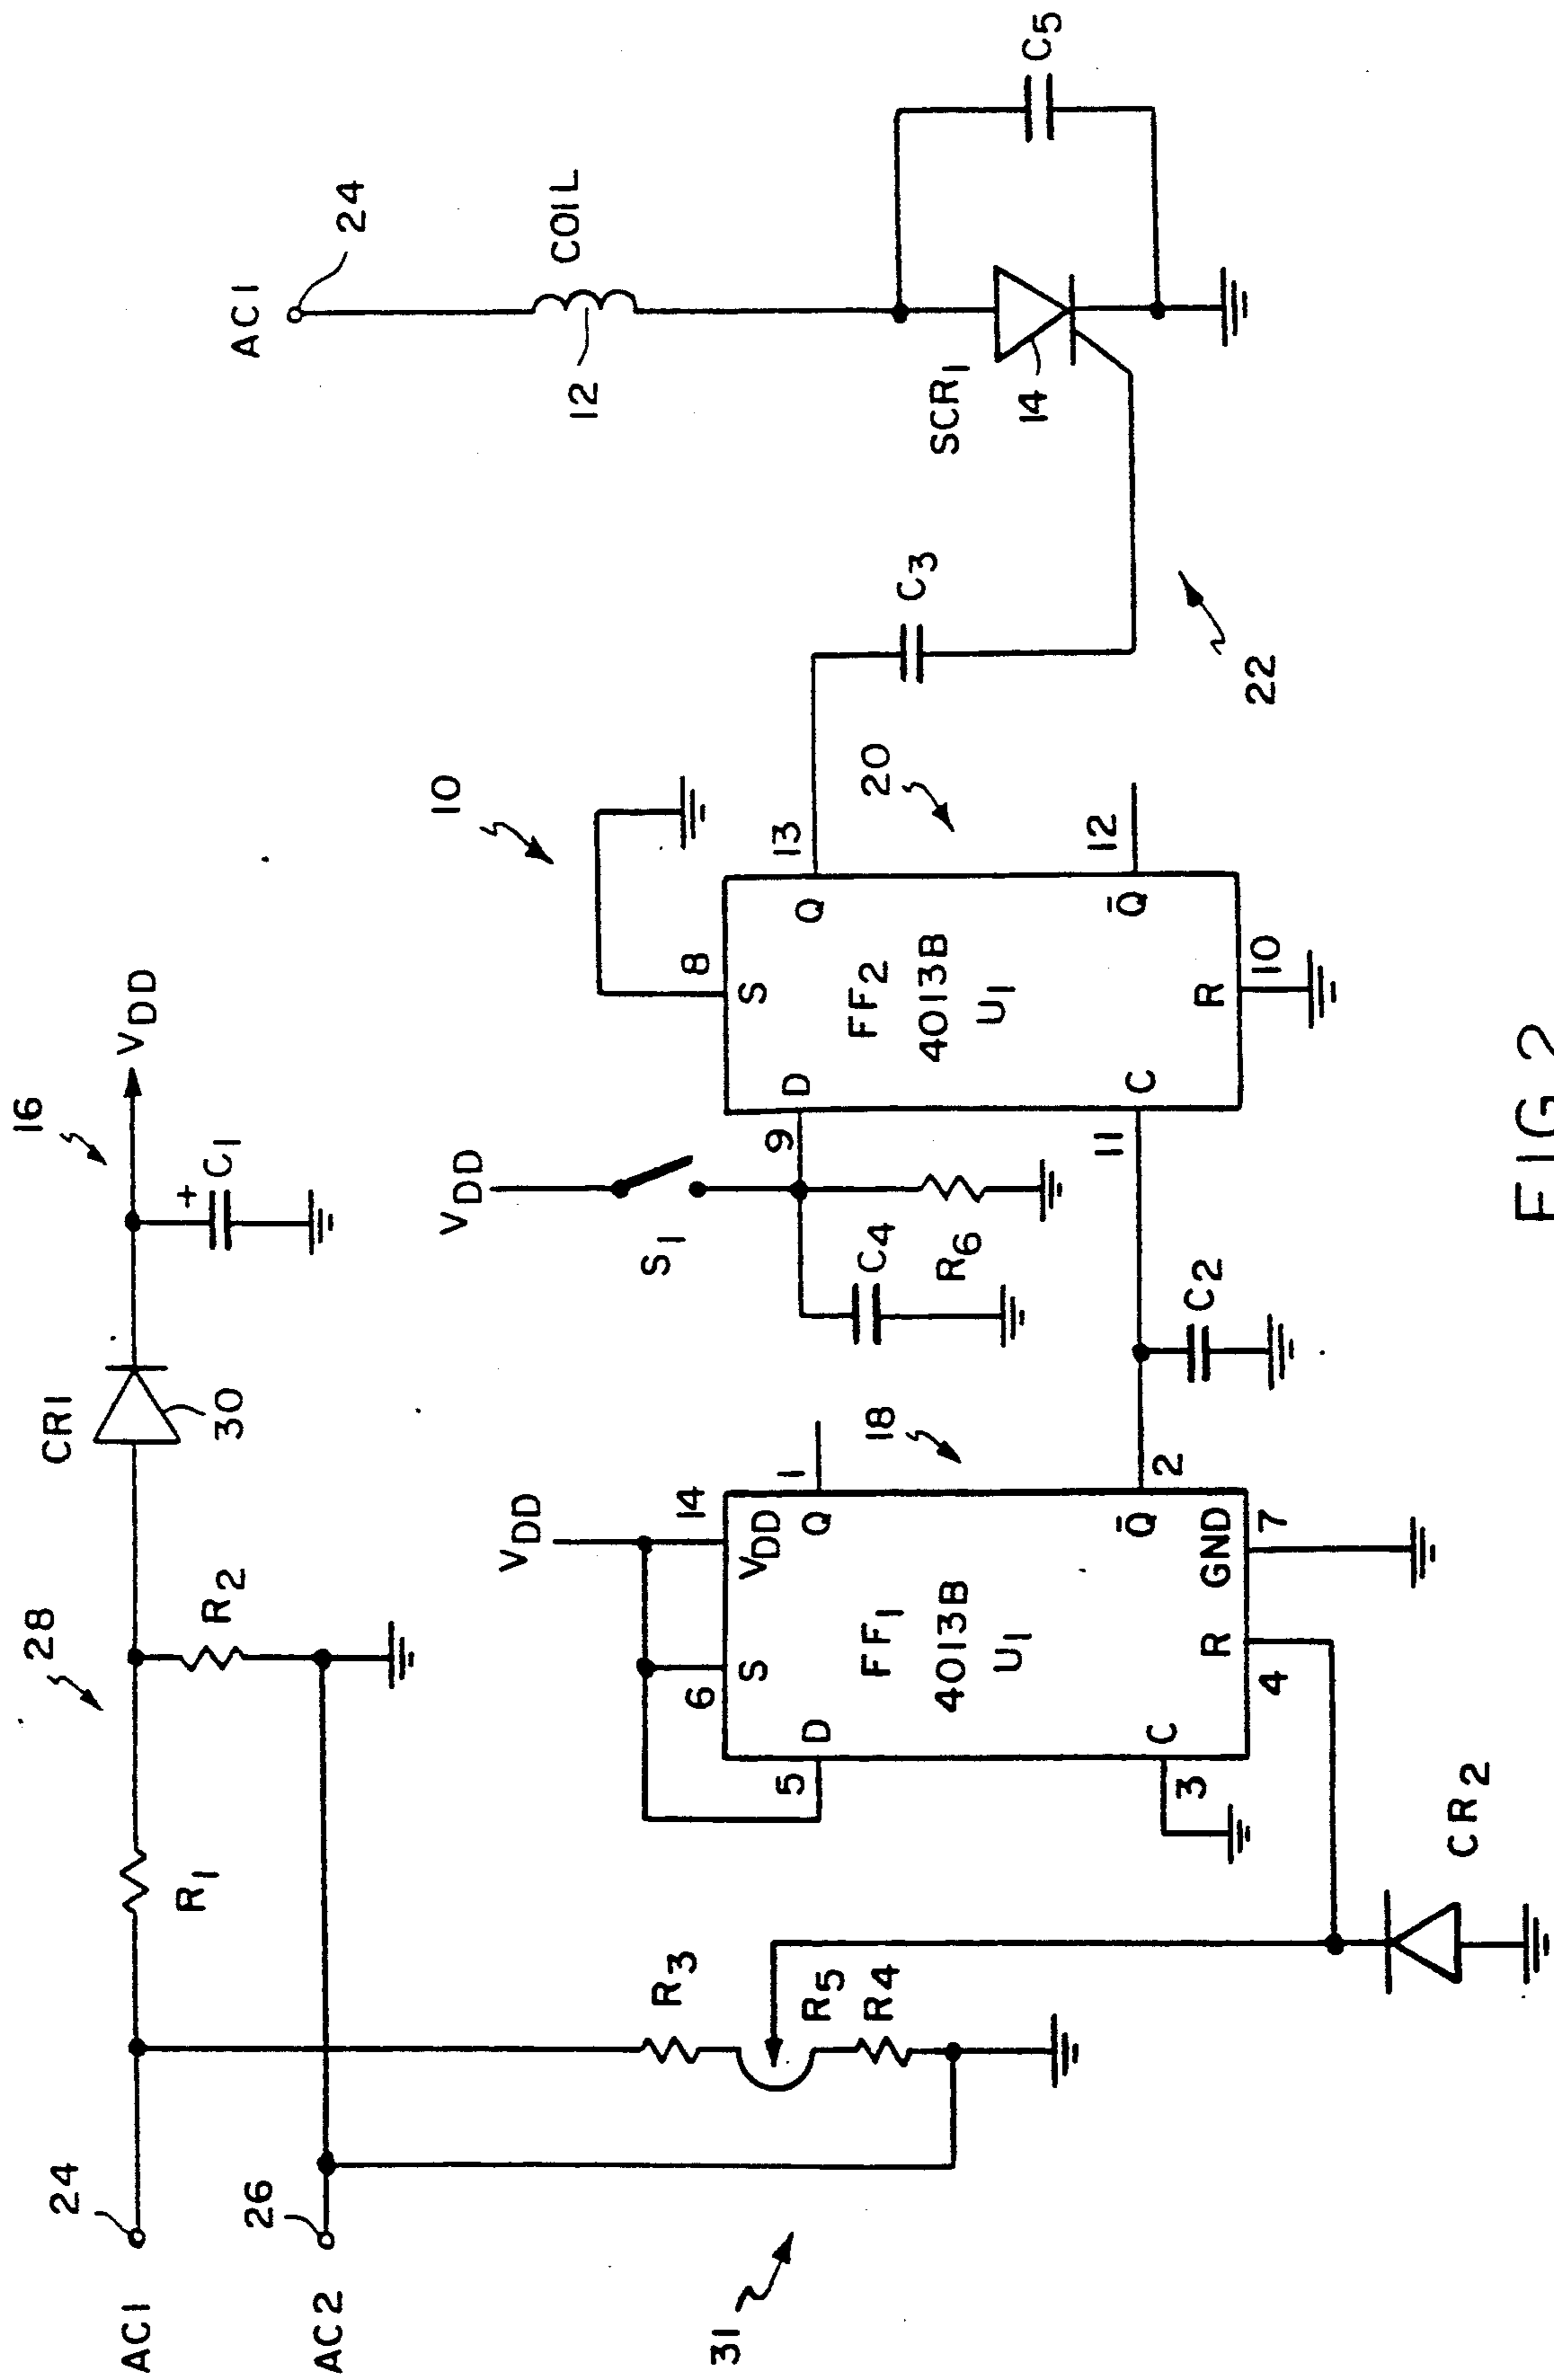 AC1
24
AC2
26
31
R1
28
R2
CR1
30
16
C1
+
VDD
R3
R5
R4
CR2
VDD
14
6
5
3
4
7
1
2
S
VDD
D
Q
FF1
4013B
U1
C
R
GND
Q̅
18
C2
VDD
S1
C4
R6
9
11
8
10
13
12
S
D
Q
FF2
4013B
U1
C
R
Q̅
10
20
C3
22
AC1
24
COIL
12
SCR1
14
C5
FIG. 2